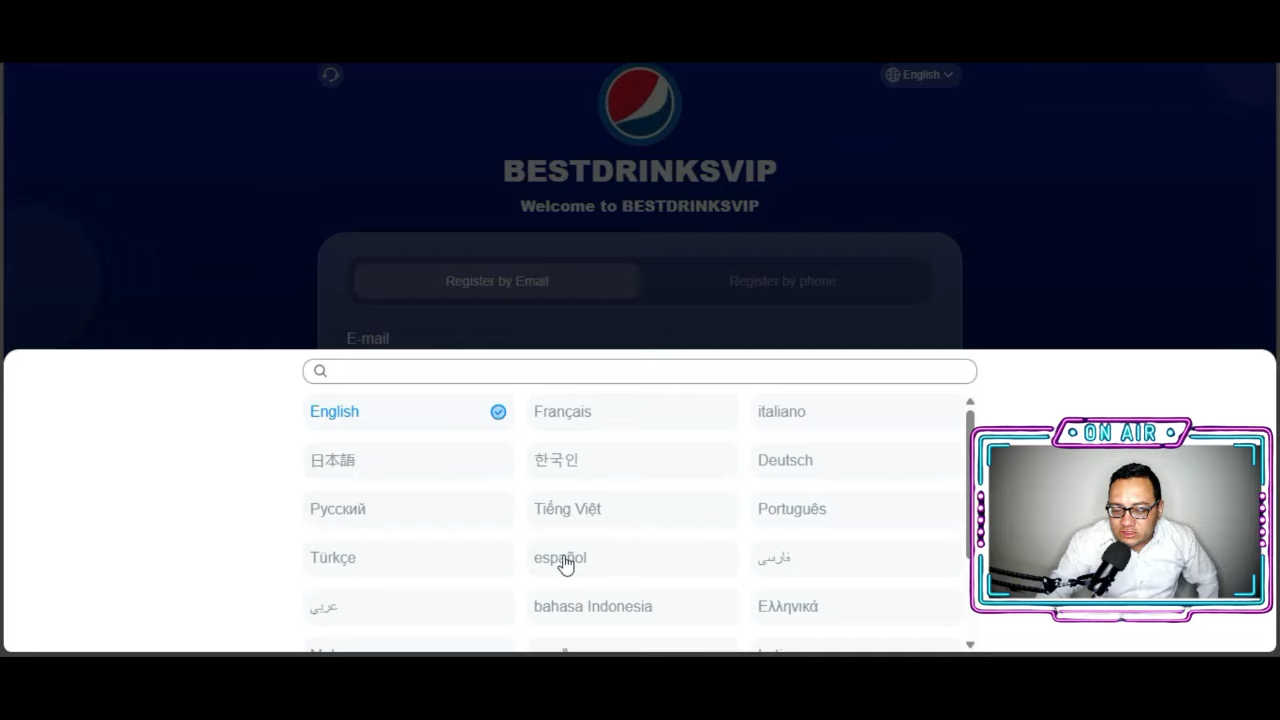 English
BESTDRINKSVIP
Welcome to BESTDRINKSVIP
Register by Email
Register by phone
E-mail
English
Français
italiano
日本語
한국인
Deutsch
Русский
Tiếng Việt
Português
Türkçe
español
فارسی
عربي
bahasa Indonesia
Ελληνικά
ON AIR